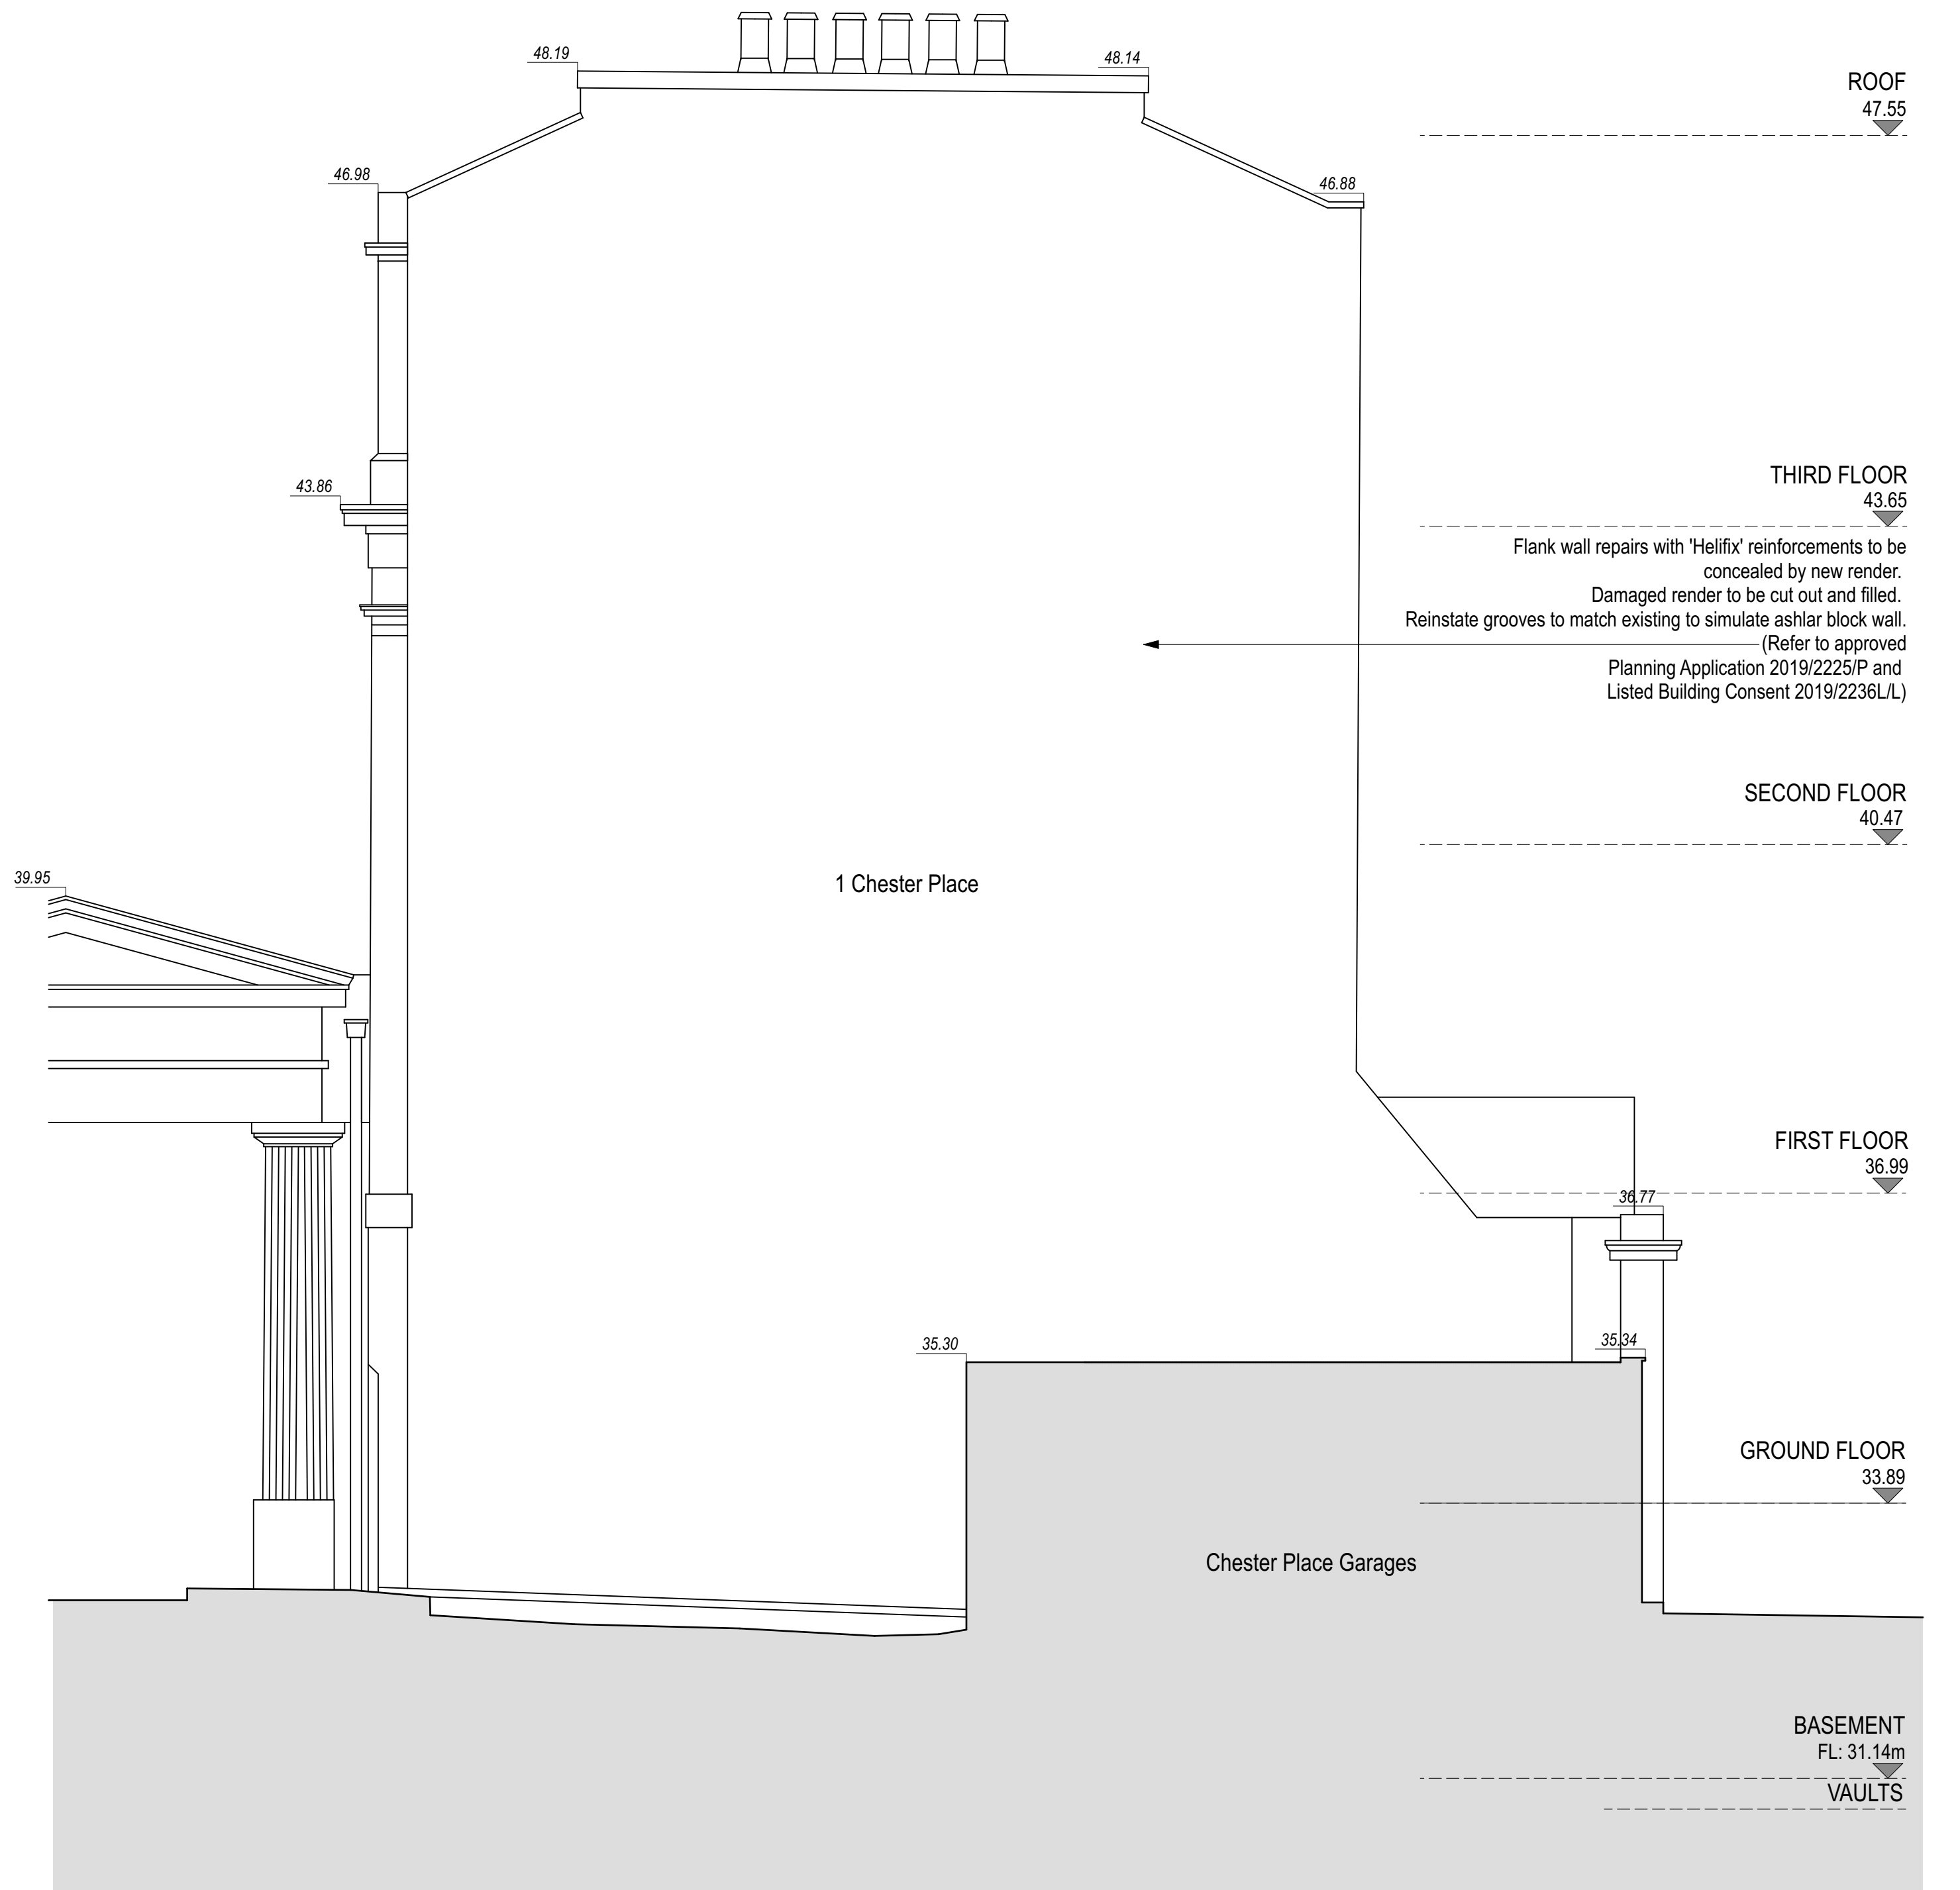 48.19
48.14
ROOF
47.55
46.98
46.88
THIRD FLOOR
43.65
43.86
Flank wall repairs with 'Helifix' reinforcements to be
concealed by new render.
Damaged render to be cut out and filled.
Reinstate grooves to match existing to simulate ashlar block wall.
(Refer to approved
Planning Application 2019/2225/P and
Listed Building Consent 2019/2236L/L)
SECOND FLOOR
40.47
39.95
1 Chester Place
FIRST FLOOR
36.99
36.77
35.30
35.34
GROUND FLOOR
33.89
Chester Place Garages
BASEMENT
FL: 31.14m
VAULTS